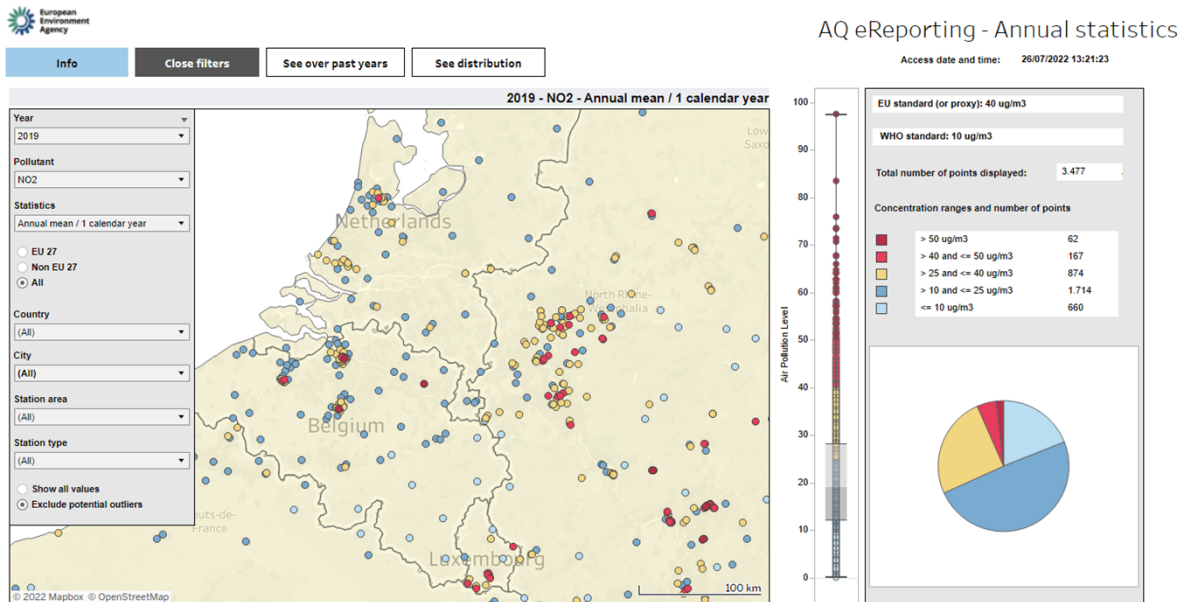 European
Environment
Agency
AQ eReporting - Annual statistics
Access date and time: 26/07/2022 13:21:23
Info
Close filters
See over past years
See distribution
2019 - NO2 - Annual mean / 1 calendar year
Year
2019
Pollutant
NO2
Statistics
Annual mean / 1 calendar year
EU 27
Non EU 27
All
Country
(All)
City
(All)
Station area
(All)
Station type
(All)
Show all values
Exclude potential outliers
Low
Saxo
Netherlands
North Rhine-
Westphalia
Belgium
auts-de-
France
Luxembourg
100 km
© 2022 Mapbox © OpenStreetMap
Air Pollution Level
100
90
80
70
60
50
40
30
20
10
0
EU standard (or proxy): 40 ug/m3
WHO standard: 10 ug/m3
Total number of points displayed: 3.477
Concentration ranges and number of points
> 50 ug/m3 62
> 40 and <= 50 ug/m3 167
> 25 and <= 40 ug/m3 874
> 10 and <= 25 ug/m3 1.714
<= 10 ug/m3 660